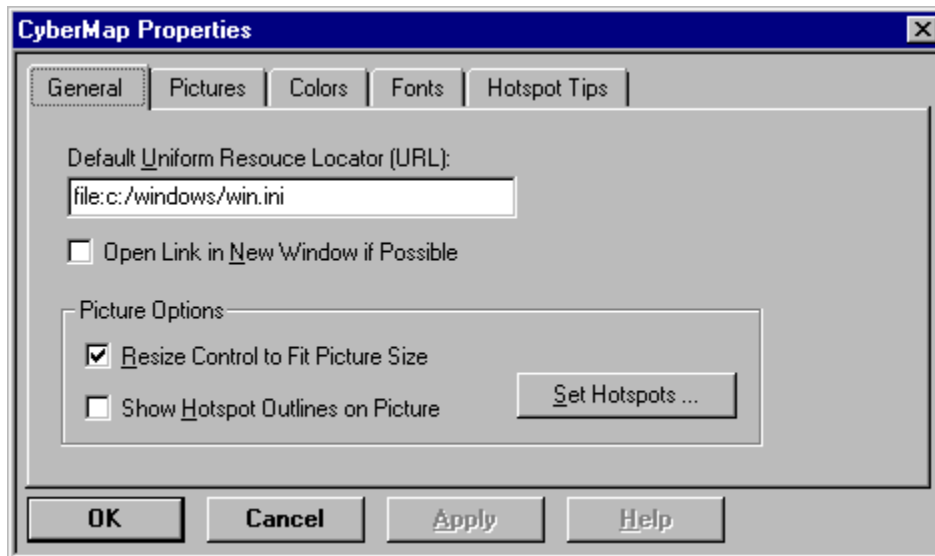 CyberMap Properties
General Pictures Colors Fonts Hotspot Tips
Default Uniform Resouce Locator (URL):
file:c:/windows/win.ini
Open Link in New Window if Possible
Picture Options
Resize Control to Fit Picture Size
Show Hotspot Outlines on Picture
Set Hotspots ...
OK Cancel Apply Help